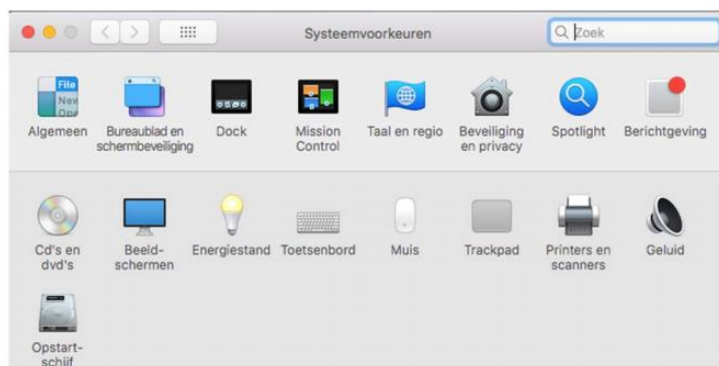 Systeemvoorkeuren
Zoek
File
New
Ope
Algemeen
Bureaublad en
schermbeveiliging
Dock
Mission
Control
Taal en regio
Beveiliging
en privacy
Spotlight
Berichtgeving
Cd's en
dvd's
Beeld-
schermen
Energiestand
Toetsenbord
Muis
Trackpad
Printers en
scanners
Geluid
Opstart-
schijf